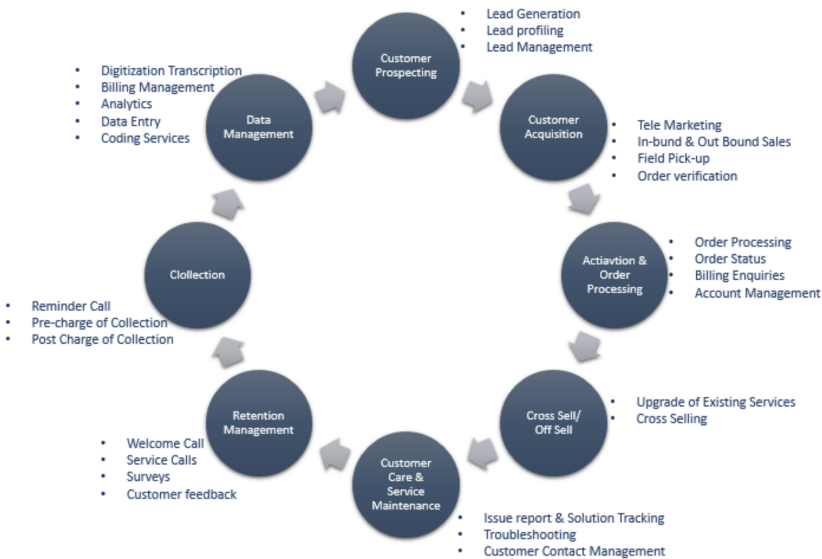 Customer
Prospecting
• Lead Generation
• Lead profiling
• Lead Management
Customer
Acquisition
• Tele Marketing
• In-bund & Out Bound Sales
• Field Pick-up
• Order verification
Actiavtion &
Order
Processing
• Order Processing
• Order Status
• Billing Enquiries
• Account Management
Cross Sell/
Off Sell
• Upgrade of Existing Services
• Cross Selling
Customer
Care &
Service
Maintenance
• Issue report & Solution Tracking
• Troubleshooting
• Customer Contact Management
Retention
Management
• Welcome Call
• Service Calls
• Surveys
• Customer feedback
Clollection
• Reminder Call
• Pre-charge of Collection
• Post Charge of Collection
Data
Management
• Digitization Transcription
• Billing Management
• Analytics
• Data Entry
• Coding Services